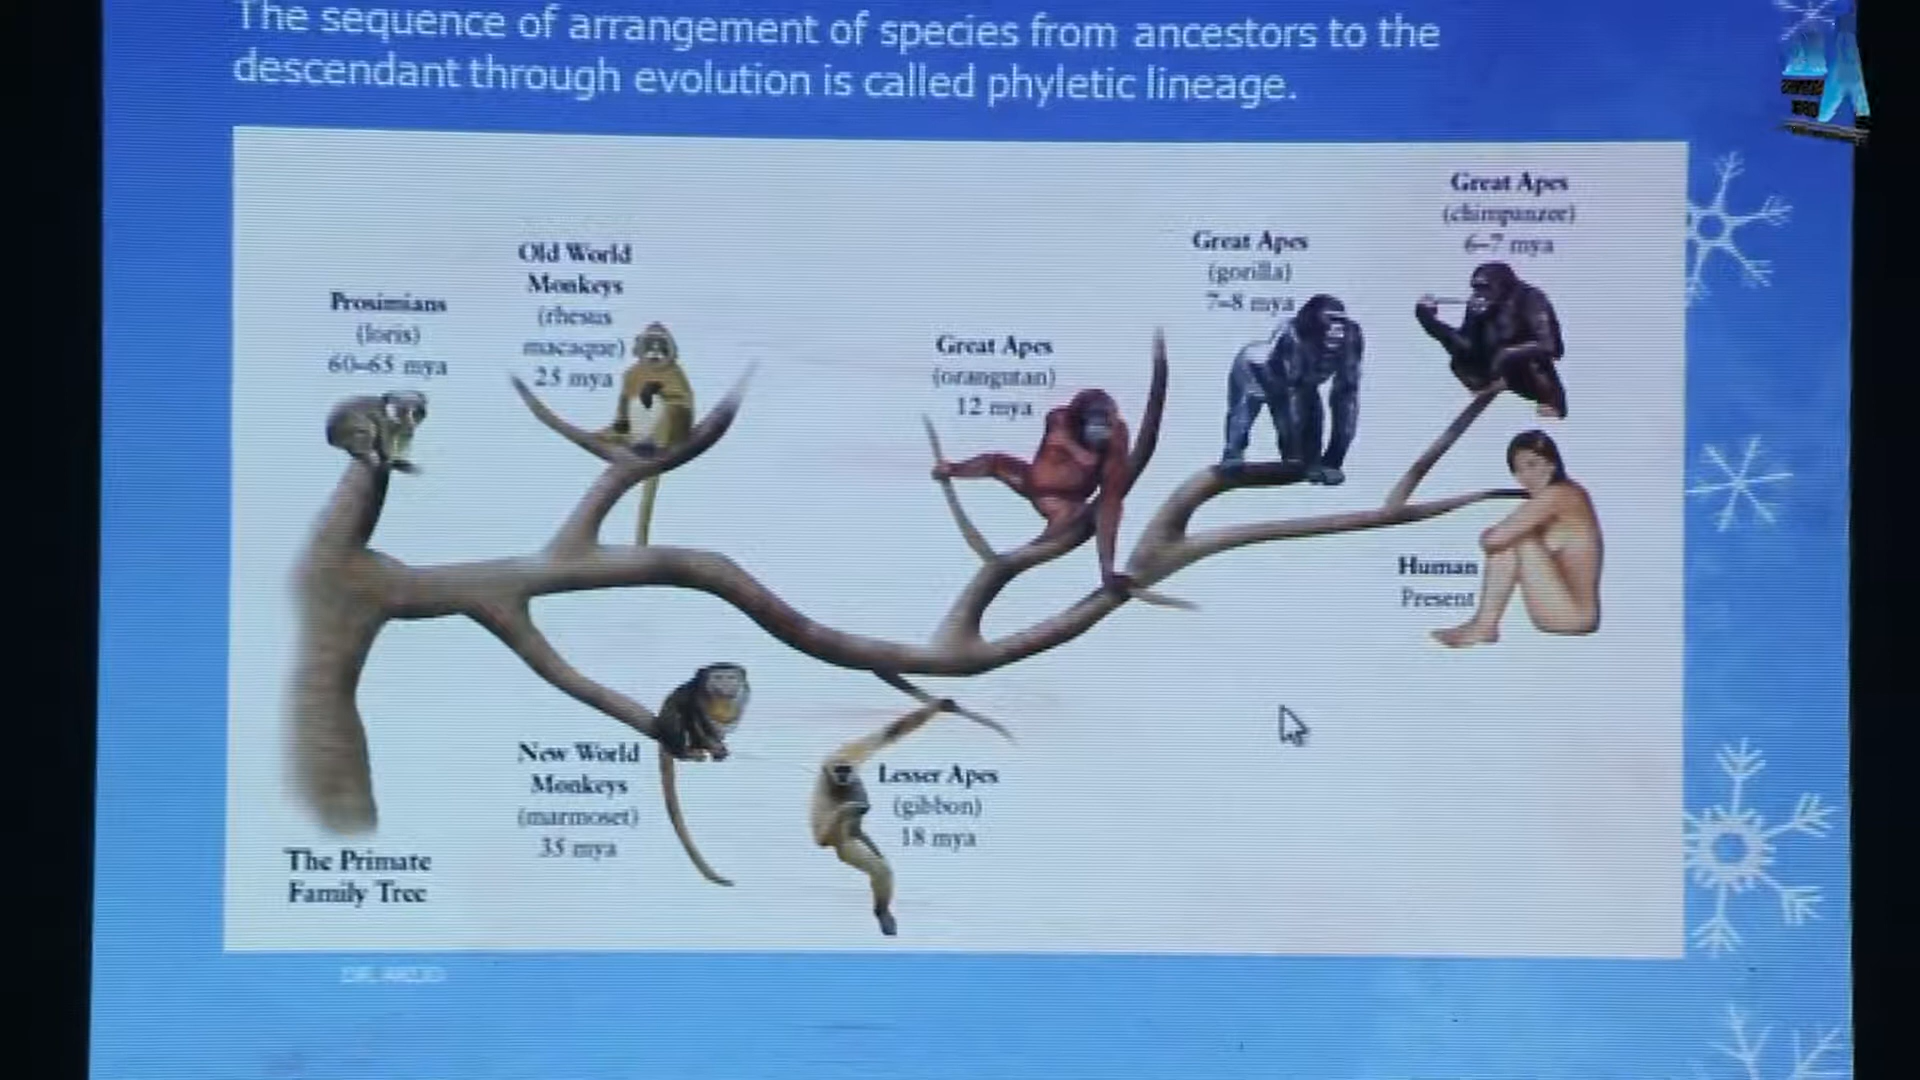 The sequence of arrangement of species from ancestors to the
descendant through evolution is called phyletic lineage.
Great Apes
(chimpanzee)
6–7 mya
Great Apes
(gorilla)
7–8 mya
Old World
Monkeys
(rhesus
macaque)
25 mya
Prosimians
(loris)
60–65 mya
Great Apes
(orangutan)
12 mya
Human
Present
New World
Monkeys
(marmoset)
35 mya
Lesser Apes
(gibbon)
18 mya
The Primate
Family Tree